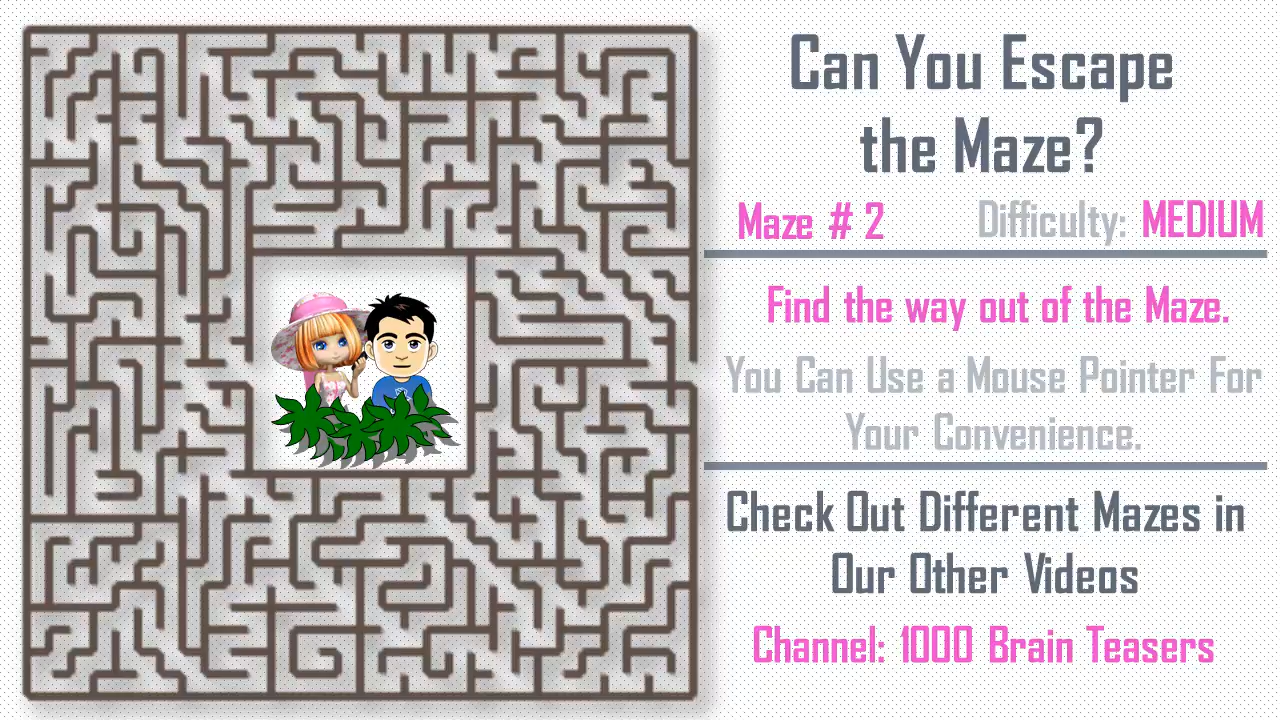 Can You Escape
the Maze?
Maze # 2 Difficulty: MEDIUM
Find the way out of the Maze.
You Can Use a Mouse Pointer For
Your Convenience.
Check Out Different Mazes in
Our Other Videos
Channel: 1000 Brain Teasers